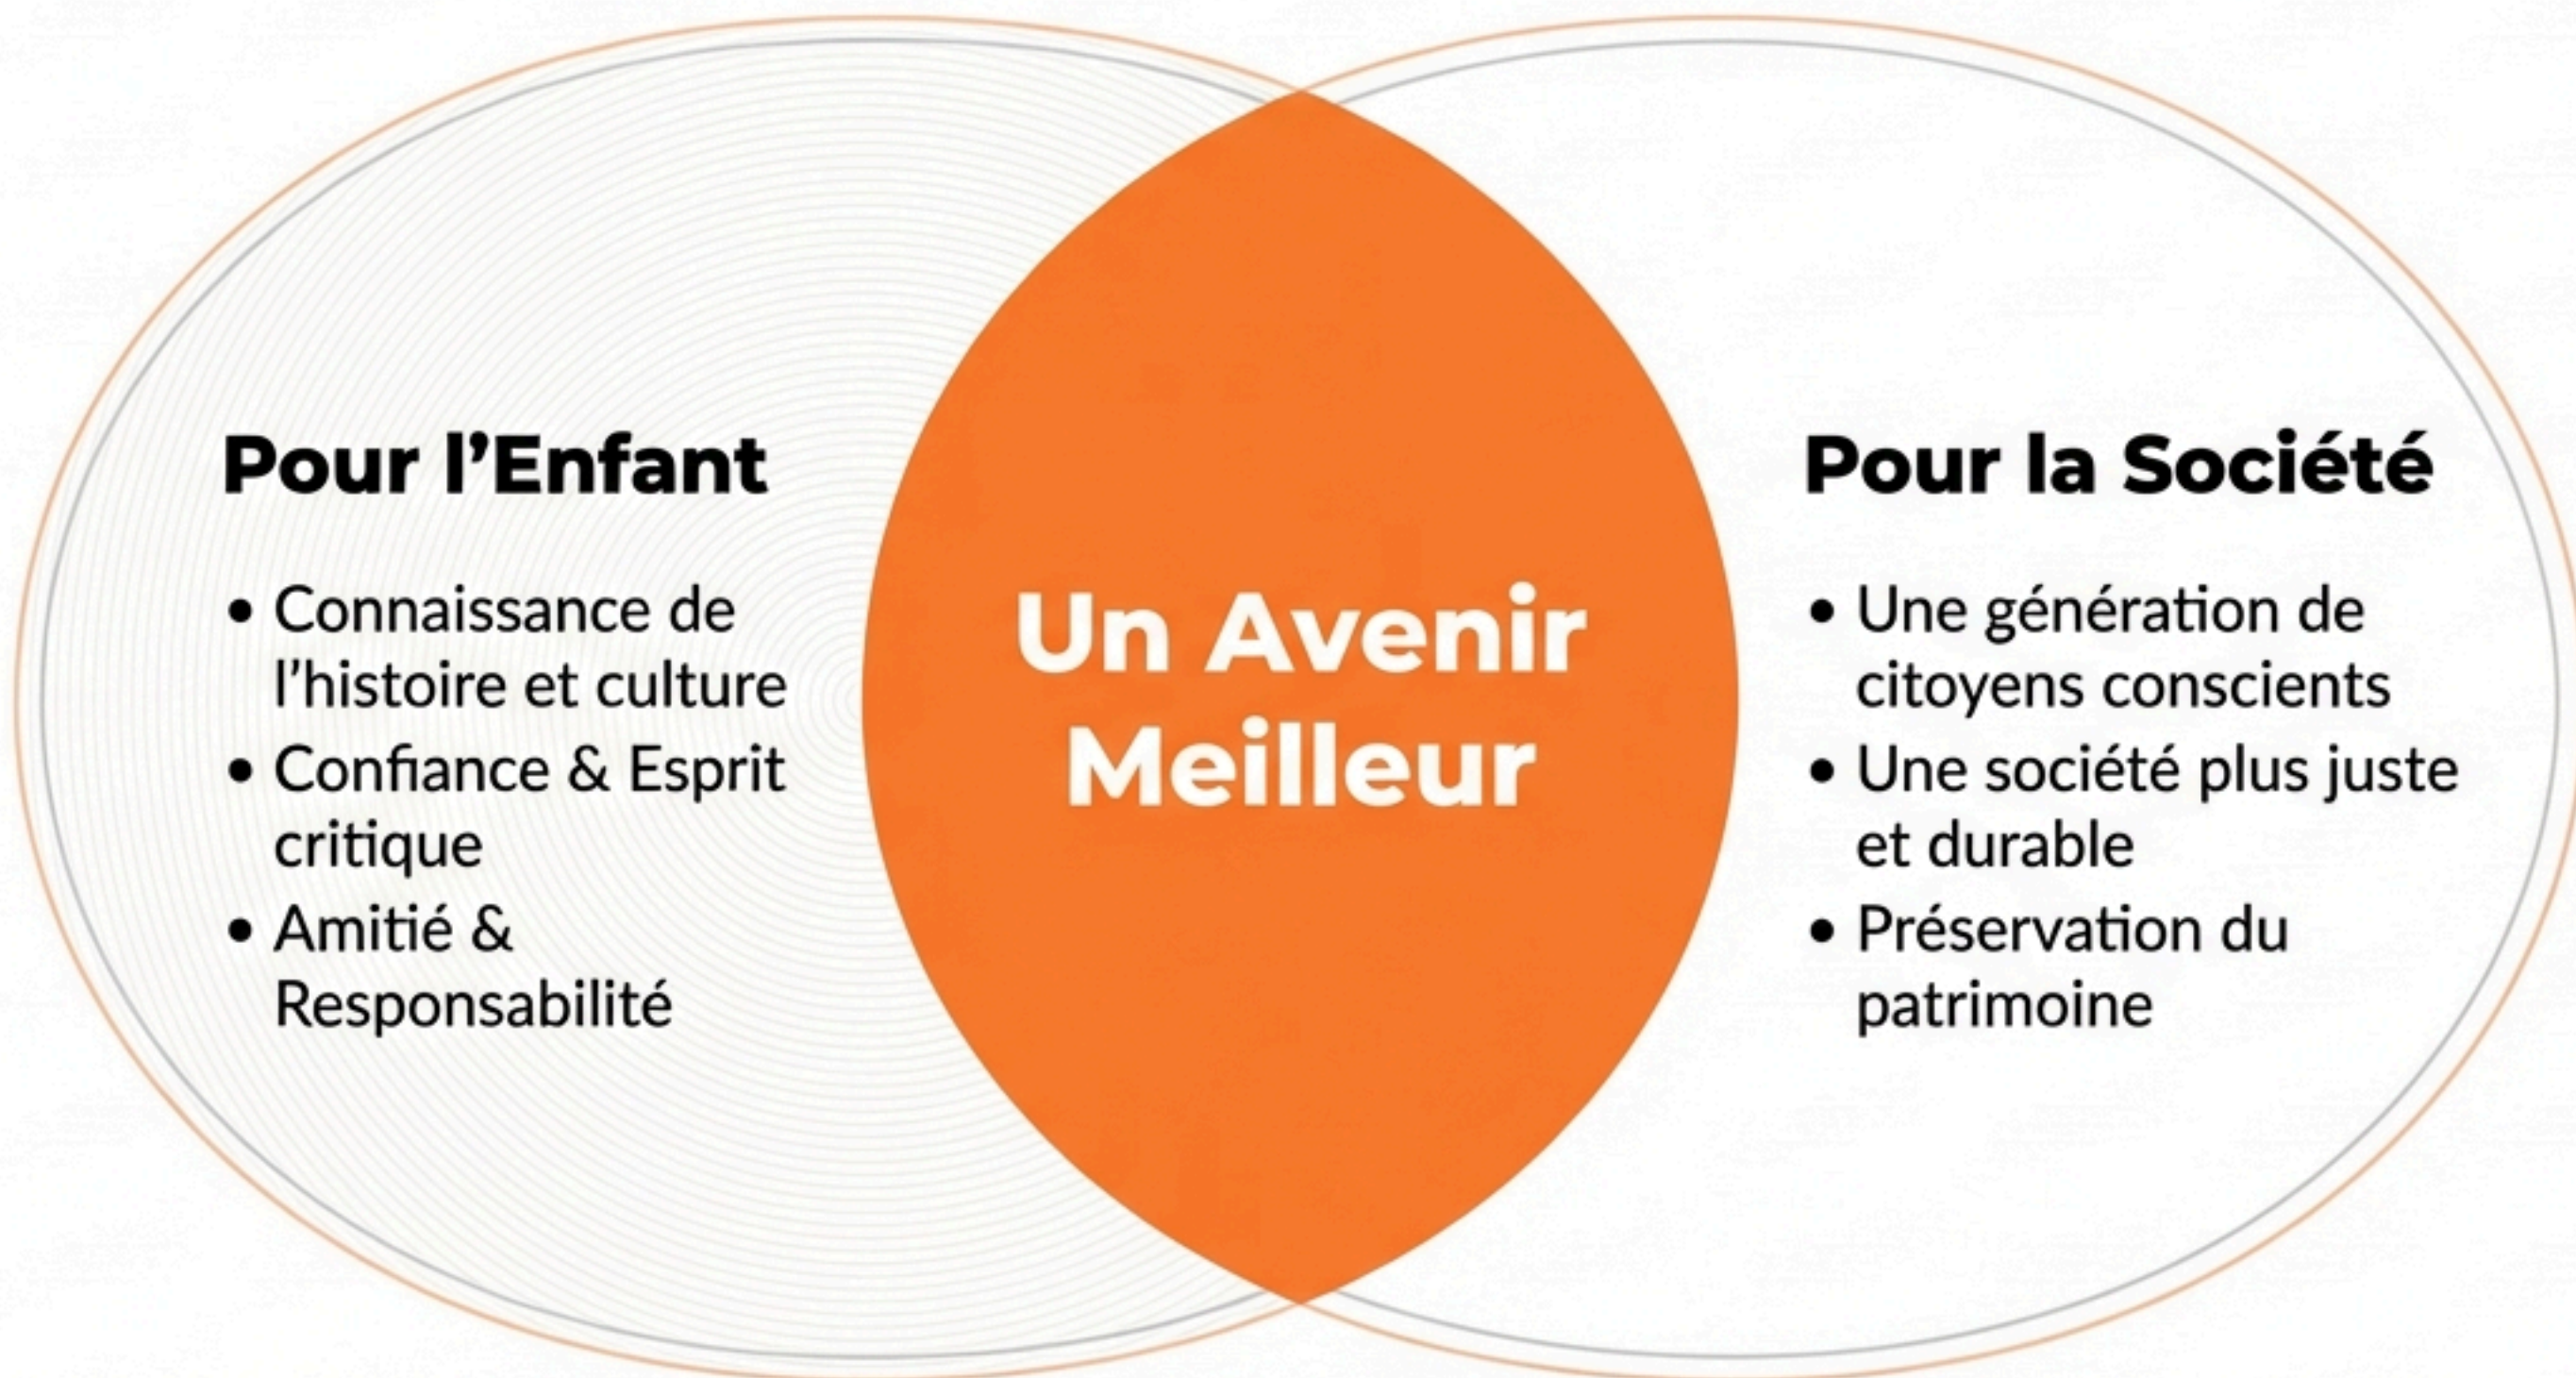 Pour l’Enfant
• Connaissance de
l’histoire et culture
• Confiance & Esprit
critique
• Amitié &
Responsabilité
Un Avenir
Meilleur
Pour la Société
• Une génération de
citoyens conscients
• Une société plus juste
et durable
• Préservation du
patrimoine